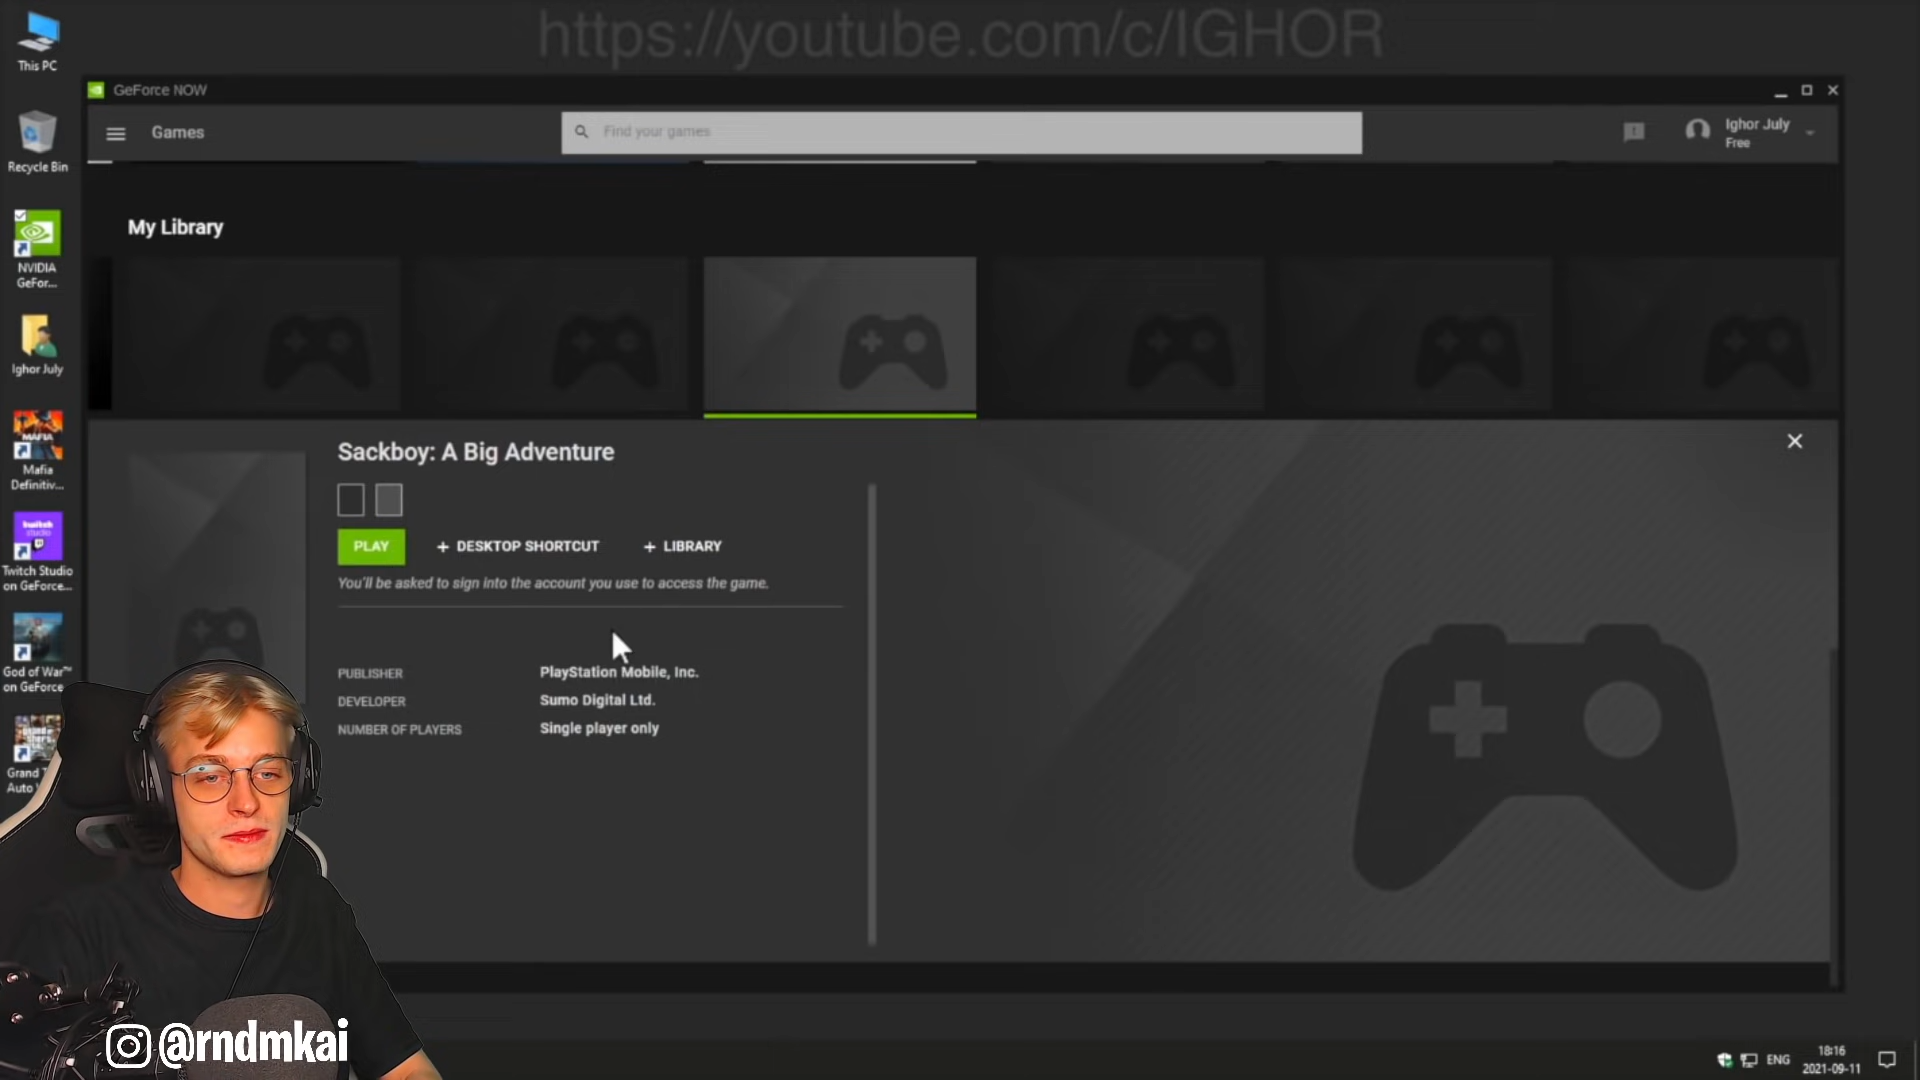 https://youtube.com/c/IGHOR
This PC
GeForce NOW
Games
Find your games
Ighor July
Free
Recycle Bin
My Library
NVIDIA
GeFor...
Ighor July
Mafia
Definitiv...
Twitch Studio
on GeForce...
God of War™
on GeForce
Grand
Auto
MAFIA
twitch
studio
Sackboy: A Big Adventure
PLAY
+ DESKTOP SHORTCUT
+ LIBRARY
You'll be asked to sign into the account you use to access the game.
PUBLISHER
PlayStation Mobile, Inc.
DEVELOPER
Sumo Digital Ltd.
NUMBER OF PLAYERS
Single player only
@rndmkai
ENG
18:16
2021-09-11